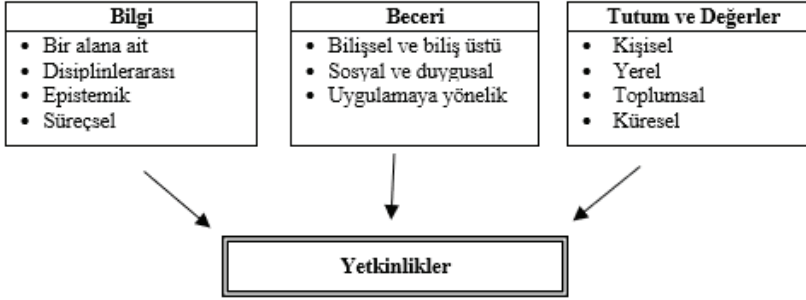 Bilgi
• Bir alana ait
• Disiplinlerarası
• Epistemik
• Süreçsel
Beceri
• Bilişsel ve biliş üstü
• Sosyal ve duygusal
• Uygulamaya yönelik
Tutum ve Değerler
• Kişisel
• Yerel
• Toplumsal
• Küresel
Yetkinlikler